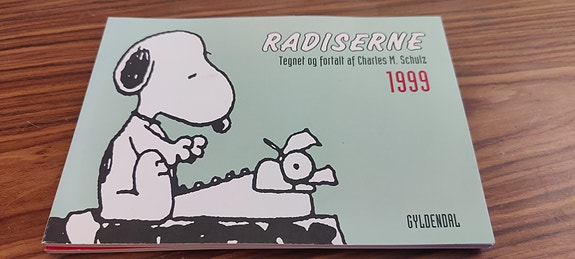 RADISERNE
Tegnet og fortalt af Charles M. Schulz
1999
GYLDENDAL